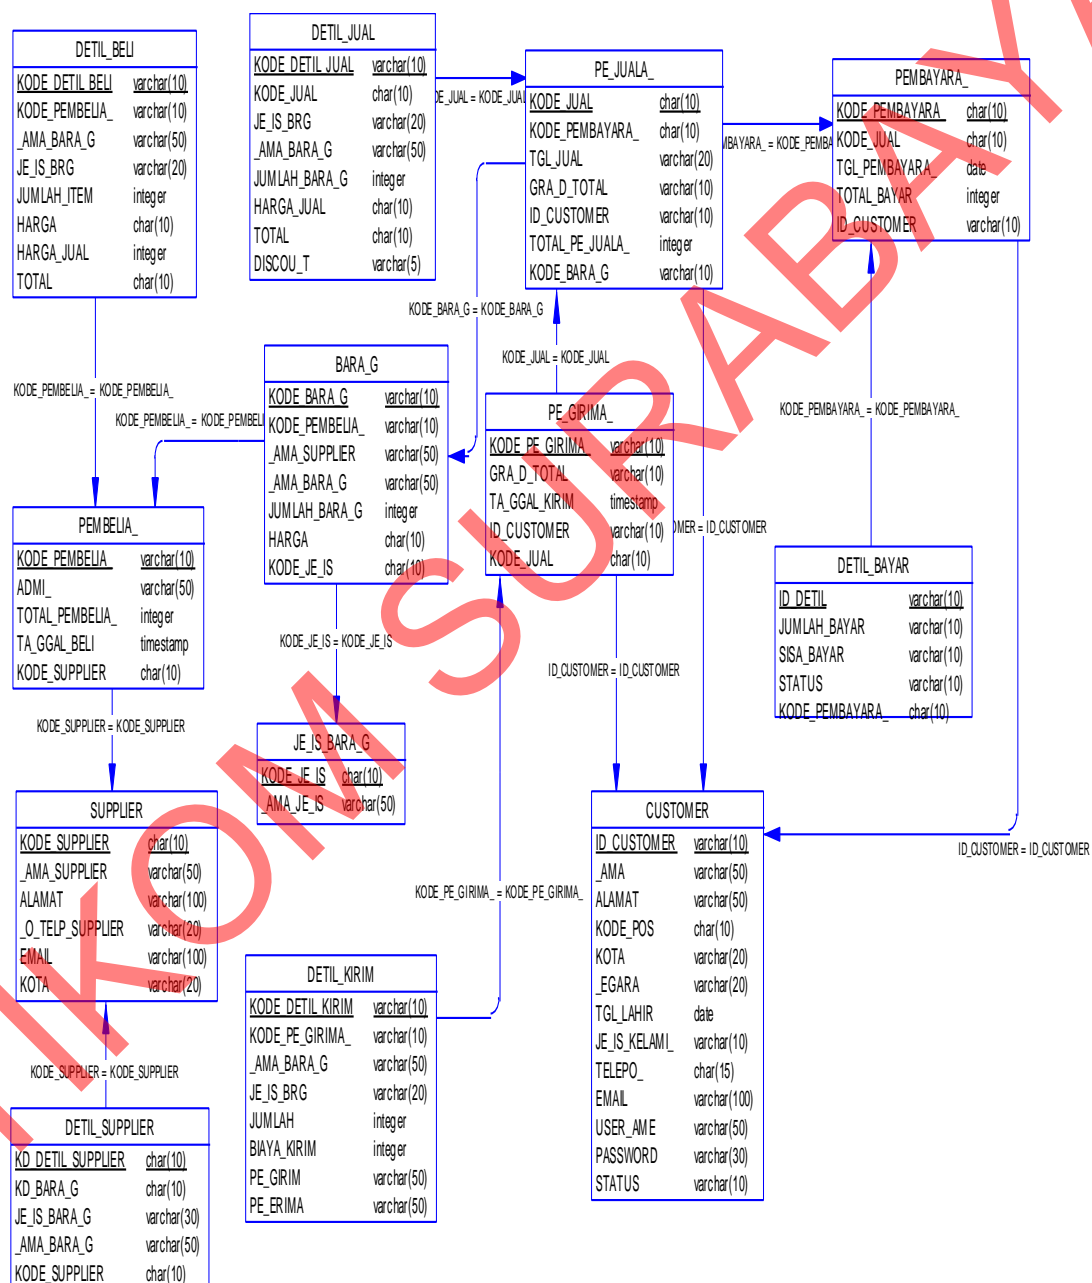 DETIL_BELI
KODE_DETIL_BELI varchar(10)
KODE_PEMBELIA_ varchar(10)
_AMA_BARA_G varchar(50)
JE_IS_BRG varchar(20)
JUMLAH_ITEM integer
HARGA char(10)
HARGA_JUAL integer
TOTAL char(10)
DETIL_JUAL
KODE_DETIL_JUAL varchar(10)
KODE_JUAL char(10)
JE_IS_BRG varchar(20)
_AMA_BARA_G varchar(50)
JUMLAH_BARA_G integer
HARGA_JUAL char(10)
TOTAL char(10)
DISCOU_T varchar(5)
DE_JUAL = KODE_JUAL
PE_JUALA_
KODE_JUAL char(10)
KODE_PEMBAYARA_ char(10)
TGL_JUAL varchar(20)
GRA_D_TOTAL varchar(10)
ID_CUSTOMER varchar(10)
TOTAL_PE_JUALA_ integer
KODE_BARA_G varchar(10)
MBAYARA_ = KODE_PEMBA
PEMBAYARA_
KODE_PEMBAYARA_ char(10)
KODE_JUAL char(10)
TGL_PEMBAYARA_ date
TOTAL_BAYAR integer
ID_CUSTOMER varchar(10)
KODE_BARA_G = KODE_BARA_G
KODE_JUAL = KODE_JUAL
KODE_PEMBELIA_ = KODE_PEMBELIA_
KODE_PEMBELIA_ = KODE_PEMBELI
KODE_PEMBAYARA_ = KODE_PEMBAYARA_
BARA_G
KODE_BARA_G varchar(10)
KODE_PEMBELIA_ varchar(10)
_AMA_SUPPLIER varchar(50)
_AMA_BARA_G varchar(50)
JUMLAH_BARA_G integer
HARGA char(10)
KODE_JE_IS char(10)
PE_GIRIMA_
KODE_PE_GIRIMA_ varchar(10)
GRA_D_TOTAL varchar(10)
TA_GGAL_KIRIM timestamp
ID_CUSTOMER varchar(10)
KODE_JUAL char(10)
OMER = ID_CUSTOMER
PEMBELIA_
KODE_PEMBELIA_ varchar(10)
ADMI_ varchar(50)
TOTAL_PEMBELIA_ integer
TA_GGAL_BELI timestamp
KODE_SUPPLIER char(10)
DETIL_BAYAR
ID_DETIL varchar(10)
JUMLAH_BAYAR varchar(10)
SISA_BAYAR varchar(10)
STATUS varchar(10)
KODE_PEMBAYARA_ char(10)
KODE_JE_IS = KODE_JE_IS
ID_CUSTOMER = ID_CUSTOMER
KODE_SUPPLIER = KODE_SUPPLIER
JE_IS_BARA_G
KODE_JE_IS char(10)
_AMA_JE_IS varchar(50)
SUPPLIER
KODE_SUPPLIER char(10)
_AMA_SUPPLIER varchar(50)
ALAMAT varchar(100)
_O_TELP_SUPPLIER varchar(20)
EMAIL varchar(100)
KOTA varchar(20)
CUSTOMER
ID_CUSTOMER varchar(10)
_AMA varchar(50)
ALAMAT varchar(50)
KODE_POS char(10)
KOTA varchar(20)
_EGARA varchar(20)
TGL_LAHIR date
JE_IS_KELAMI_ varchar(10)
TELEPO_ char(15)
EMAIL varchar(100)
USER_AME varchar(50)
PASSWORD varchar(30)
STATUS varchar(10)
ID_CUSTOMER = ID_CUSTOMER
KODE_PE_GIRIMA_ = KODE_PE_GIRIMA_
DETIL_KIRIM
KODE_DETIL_KIRIM varchar(10)
KODE_PE_GIRIMA_ varchar(10)
_AMA_BARA_G varchar(50)
JE_IS_BRG varchar(20)
JUMLAH integer
BIAYA_KIRIM integer
PE_GIRIM varchar(50)
PE_ERIMA varchar(50)
KODE_SUPPLIER = KODE_SUPPLIER
DETIL_SUPPLIER
KD_DETIL_SUPPLIER char(10)
KD_BARA_G char(10)
JE_IS_BARA_G varchar(30)
_AMA_BARA_G varchar(50)
KODE_SUPPLIER char(10)
IKOM SURABAY